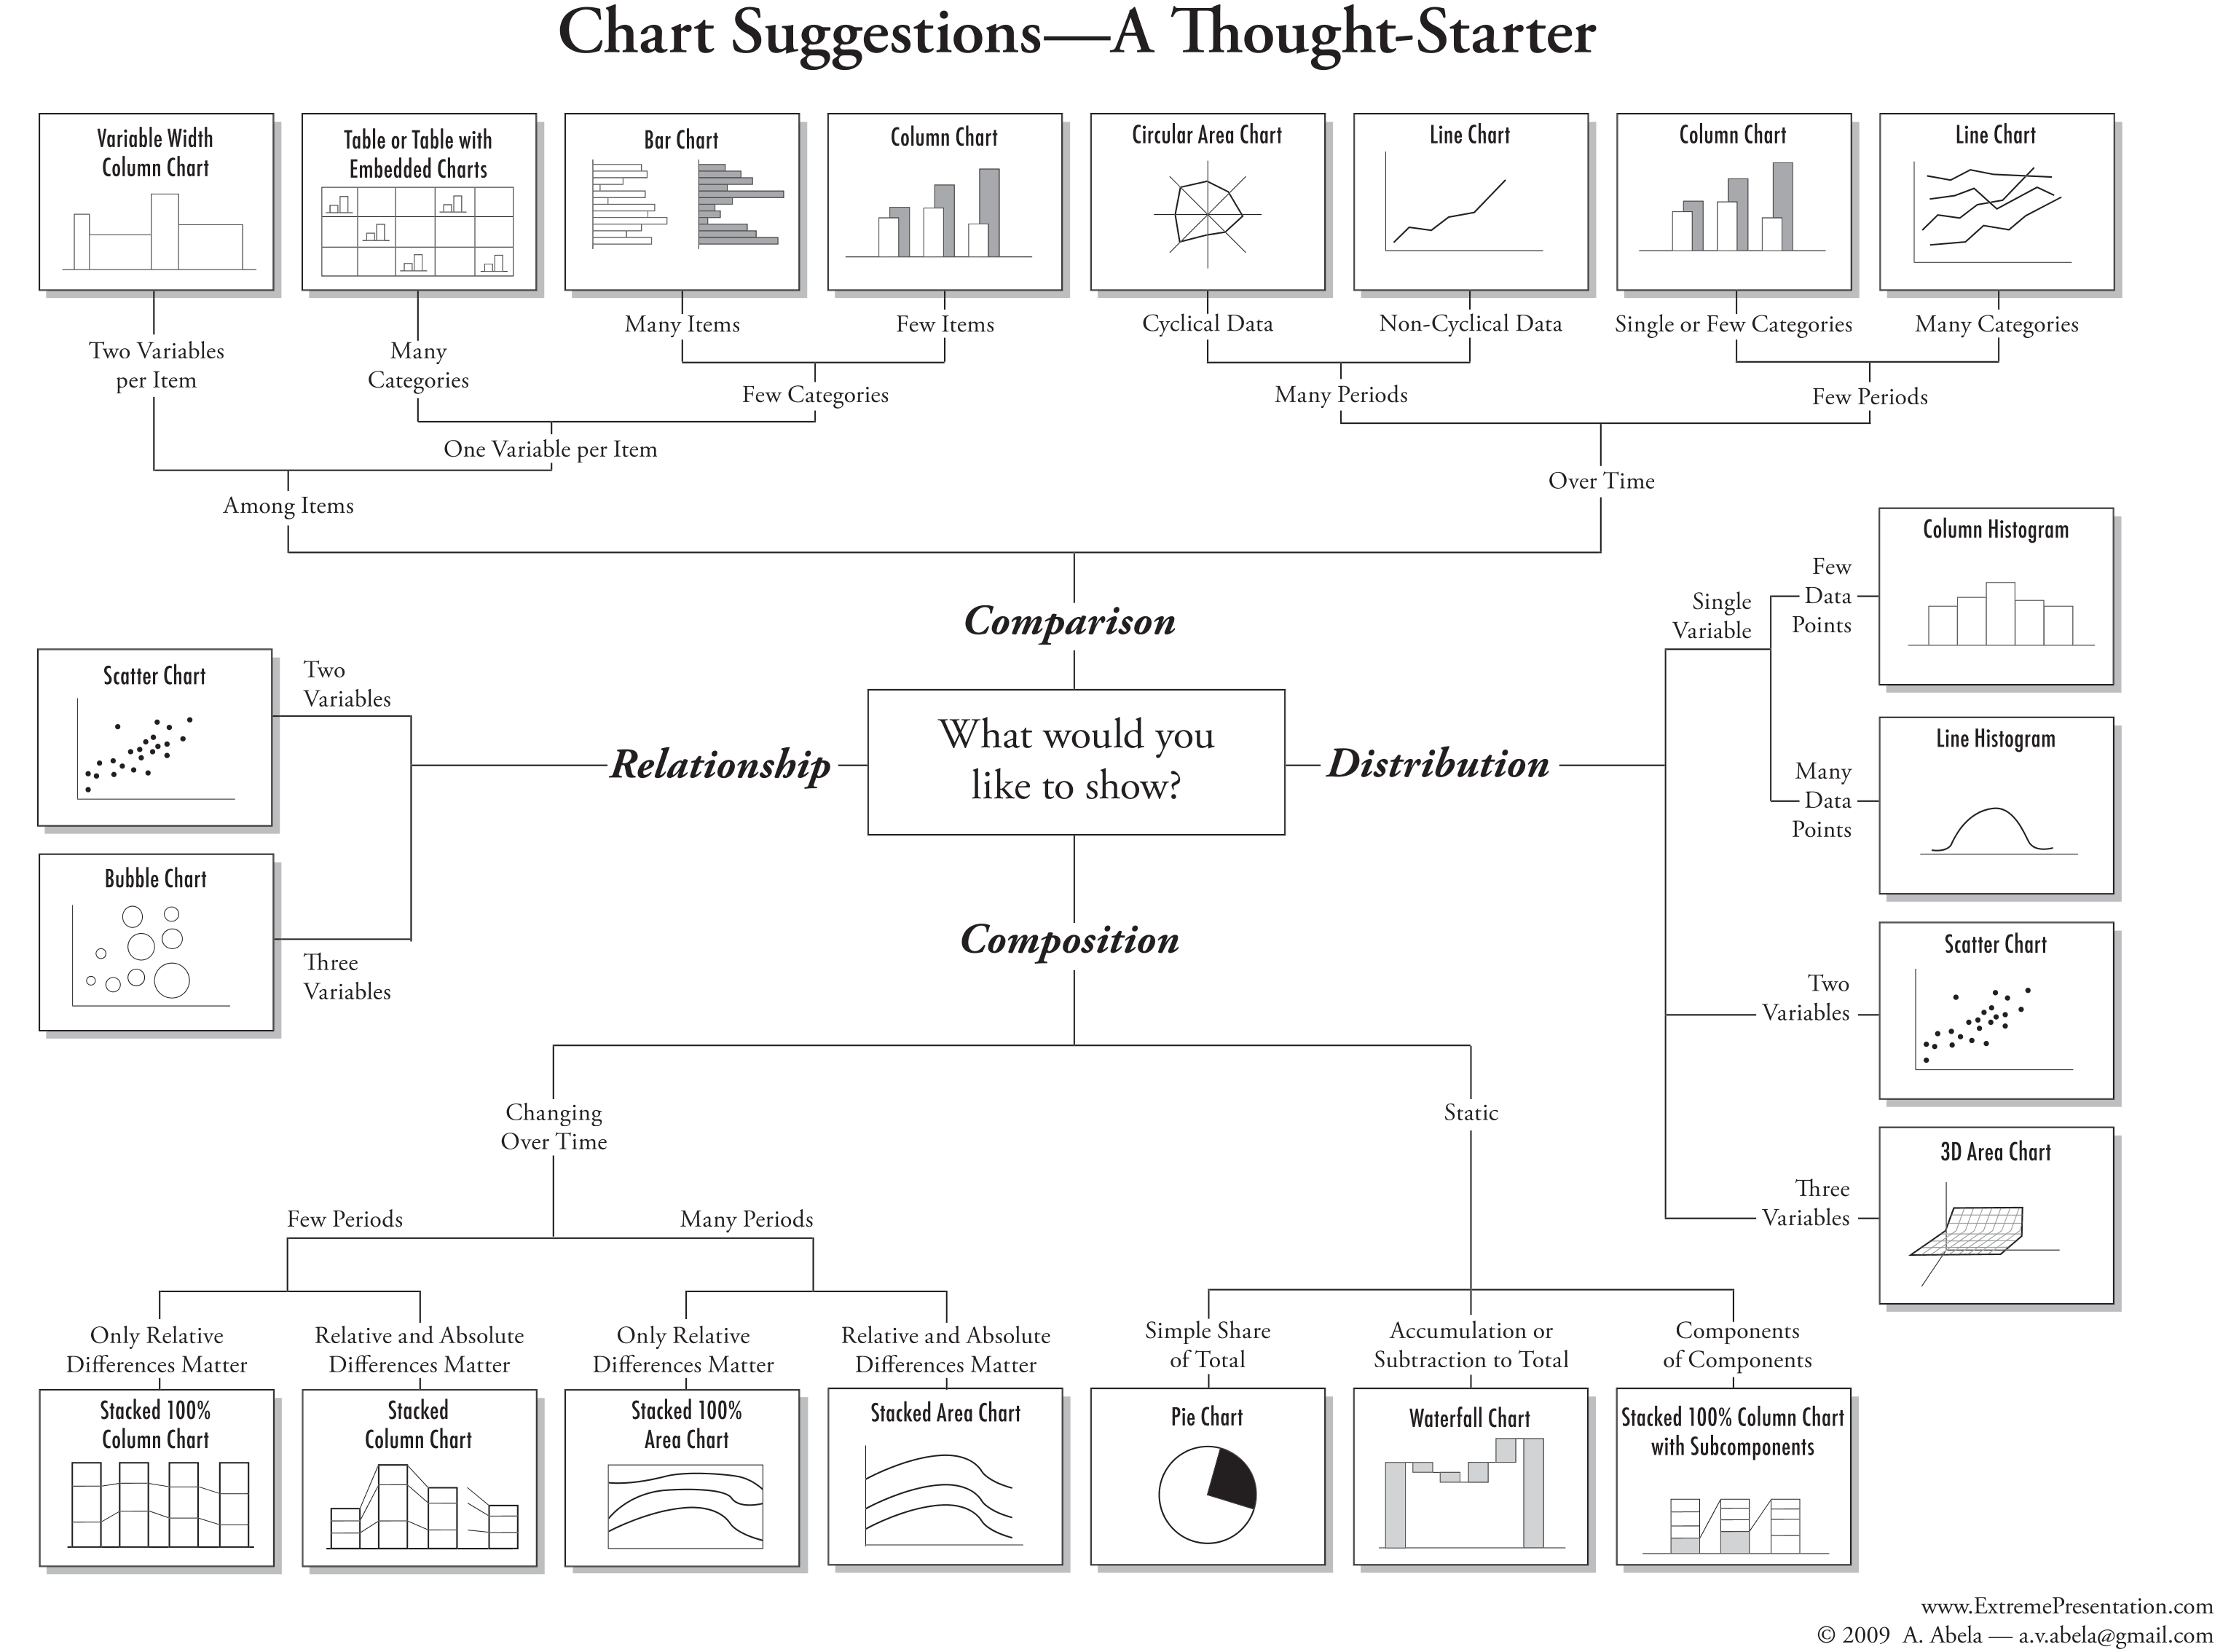 Chart Suggestions—A Thought-Starter
Variable Width
Column Chart
Table or Table with
Embedded Charts
Bar Chart
Column Chart
Circular Area Chart
Line Chart
Column Chart
Line Chart
Two Variables
per Item
Many
Categories
Many Items
Few Items
Cyclical Data
Non-Cyclical Data
Single or Few Categories
Many Categories
Few Categories
Many Periods
Few Periods
One Variable per Item
Over Time
Among Items
Comparison
What would you
like to show?
Relationship
Two
Variables
Scatter Chart
Three
Variables
Bubble Chart
Distribution
Single
Variable
Few
Data
Points
Column Histogram
Many
Data
Points
Line Histogram
Two
Variables
Scatter Chart
Three
Variables
3D Area Chart
Composition
Changing
Over Time
Static
Few Periods
Many Periods
Only Relative
Differences Matter
Relative and Absolute
Differences Matter
Only Relative
Differences Matter
Relative and Absolute
Differences Matter
Simple Share
of Total
Accumulation or
Subtraction to Total
Components
of Components
Stacked 100%
Column Chart
Stacked
Column Chart
Stacked 100%
Area Chart
Stacked Area Chart
Pie Chart
Waterfall Chart
Stacked 100% Column Chart
with Subcomponents
www.ExtremePresentation.com
© 2009 A. Abela — a.v.abela@gmail.com